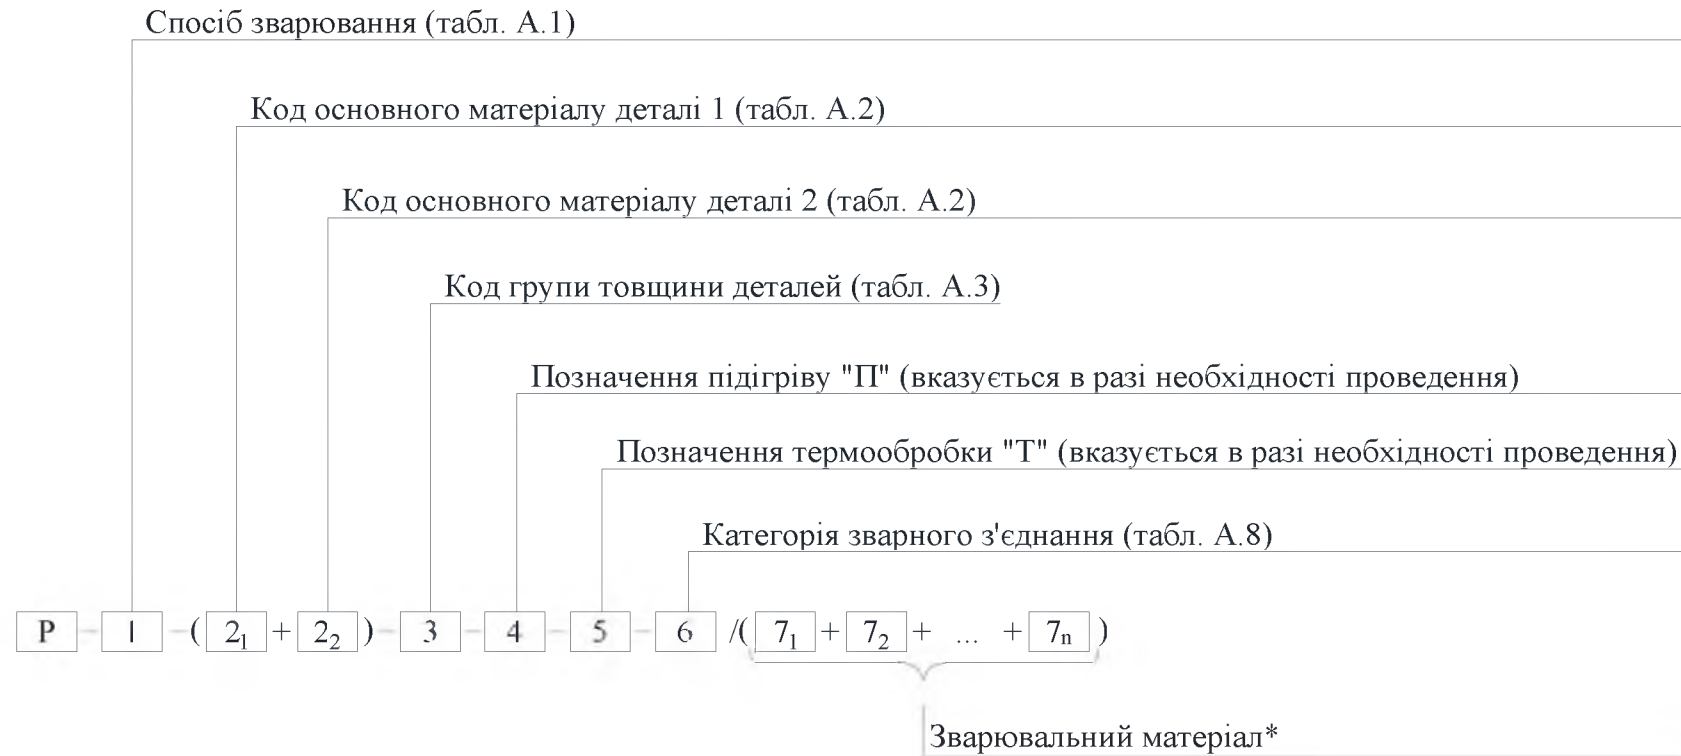 Спосіб зварювання (табл. А.1)
Код основного матеріалу деталі 1 (табл. А.2)
Код основного матеріалу деталі 2 (табл. А.2)
Код групи товщини деталей (табл. А.3)
Позначення підігріву "П" (вказується в разі необхідності проведення)
Позначення термообробки "Т" (вказується в разі необхідності проведення)
Категорія зварного з'єднання (табл. А.8)
Р - 1 - ( 2₁ + 2₂ ) - 3 - 4 - 5 - 6 /( 7₁ + 7₂ + ... + 7ₙ )
Зварювальний матеріал*